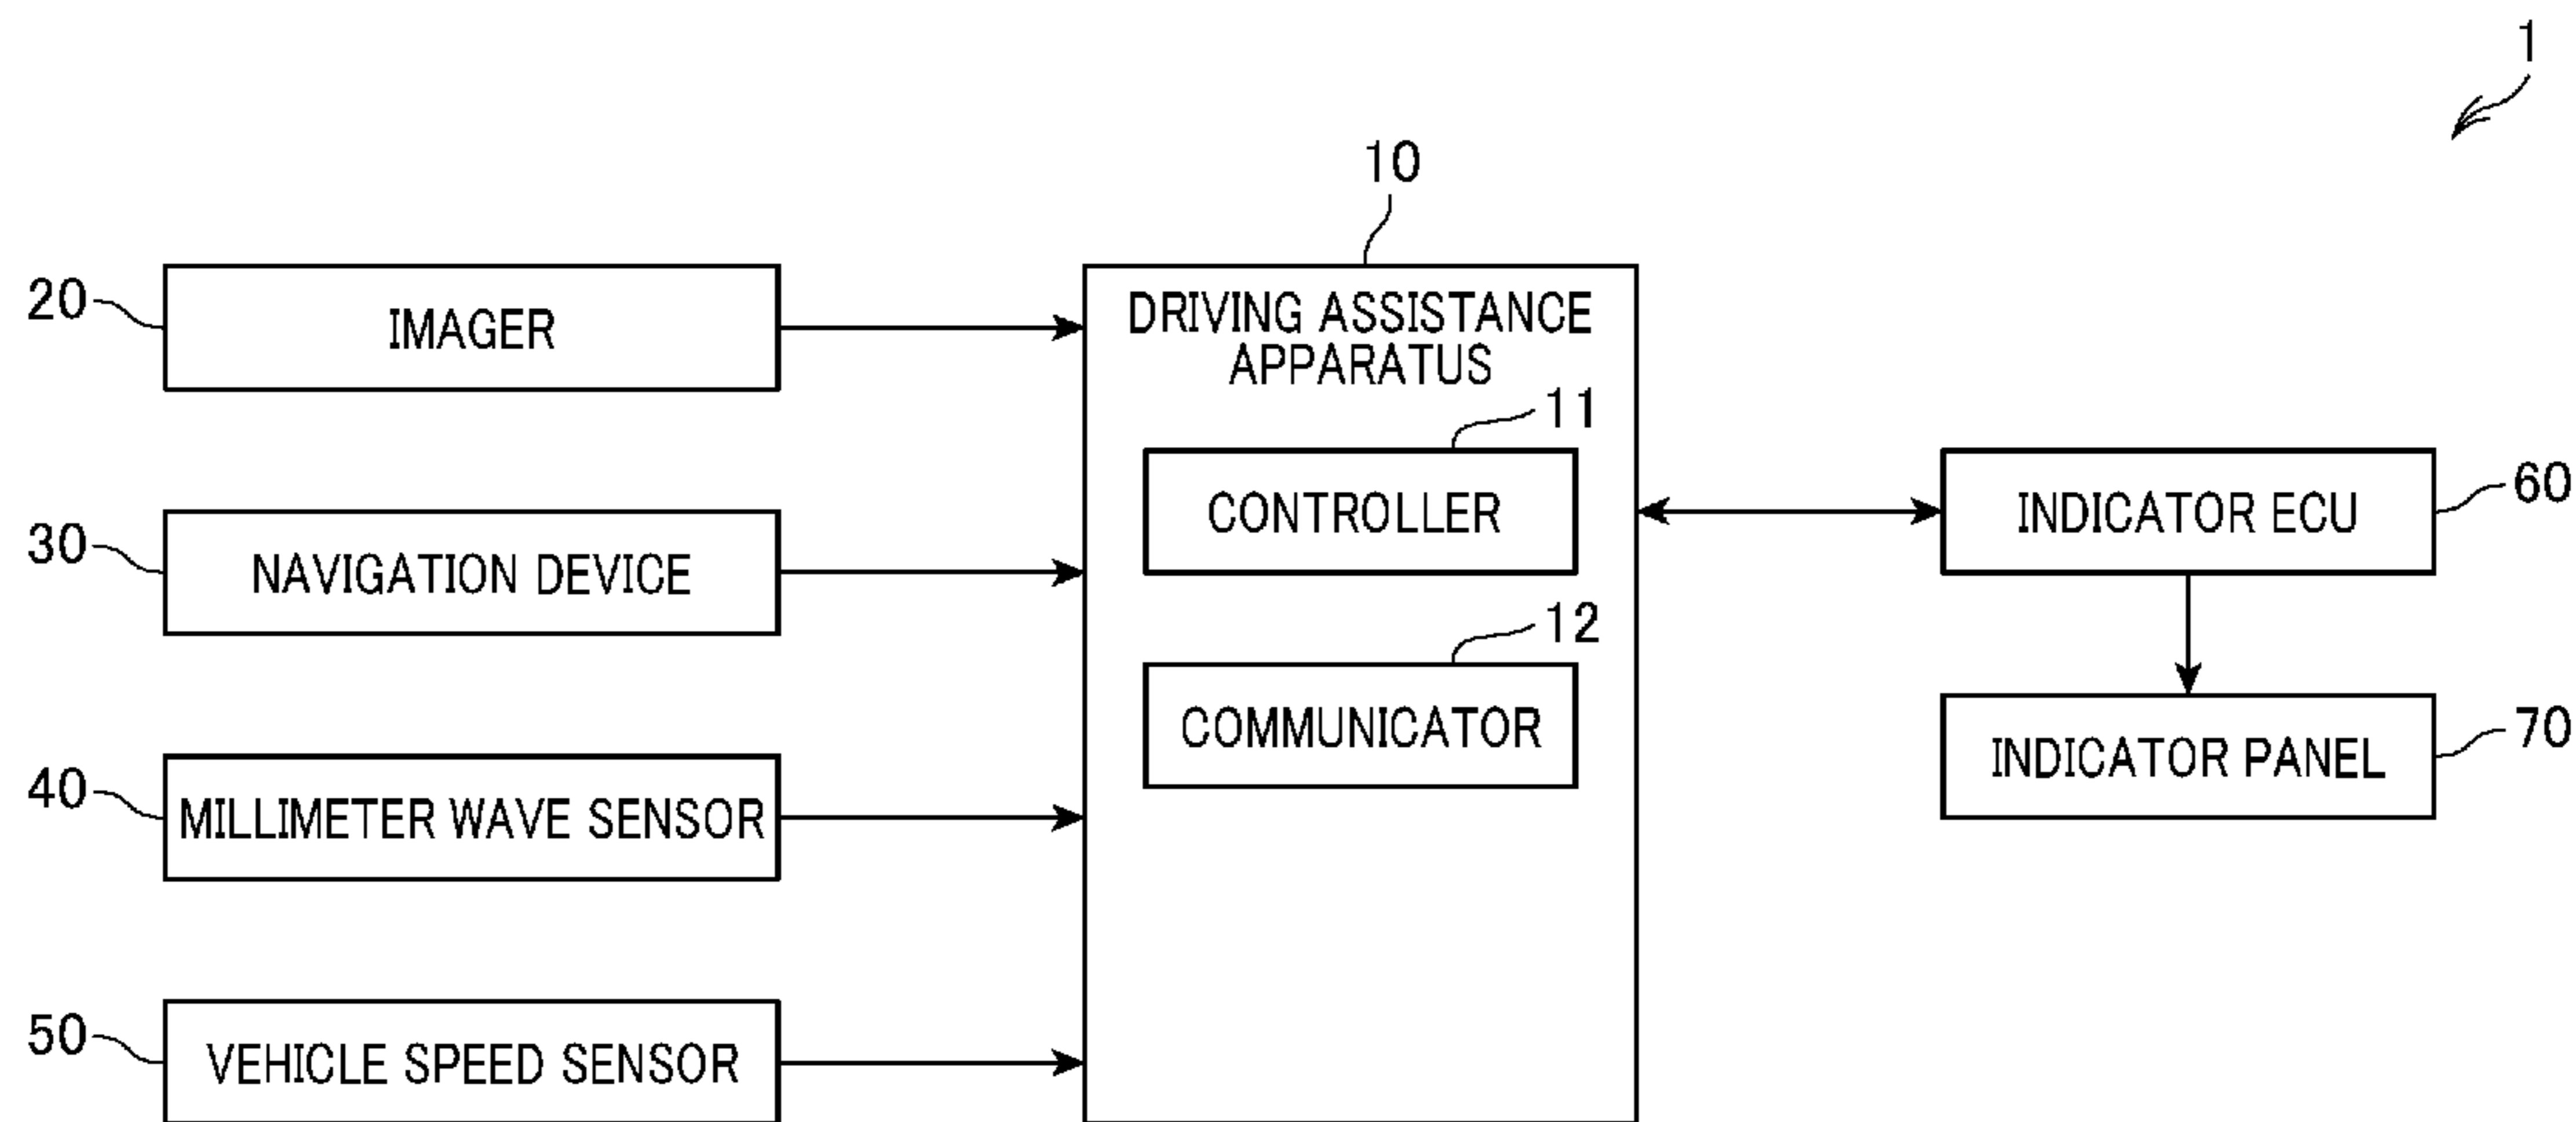 1
10
20
IMAGER
DRIVING ASSISTANCE
APPARATUS
11
CONTROLLER
30
NAVIGATION DEVICE
12
COMMUNICATOR
40
MILLIMETER WAVE SENSOR
50
VEHICLE SPEED SENSOR
INDICATOR ECU
60
INDICATOR PANEL
70